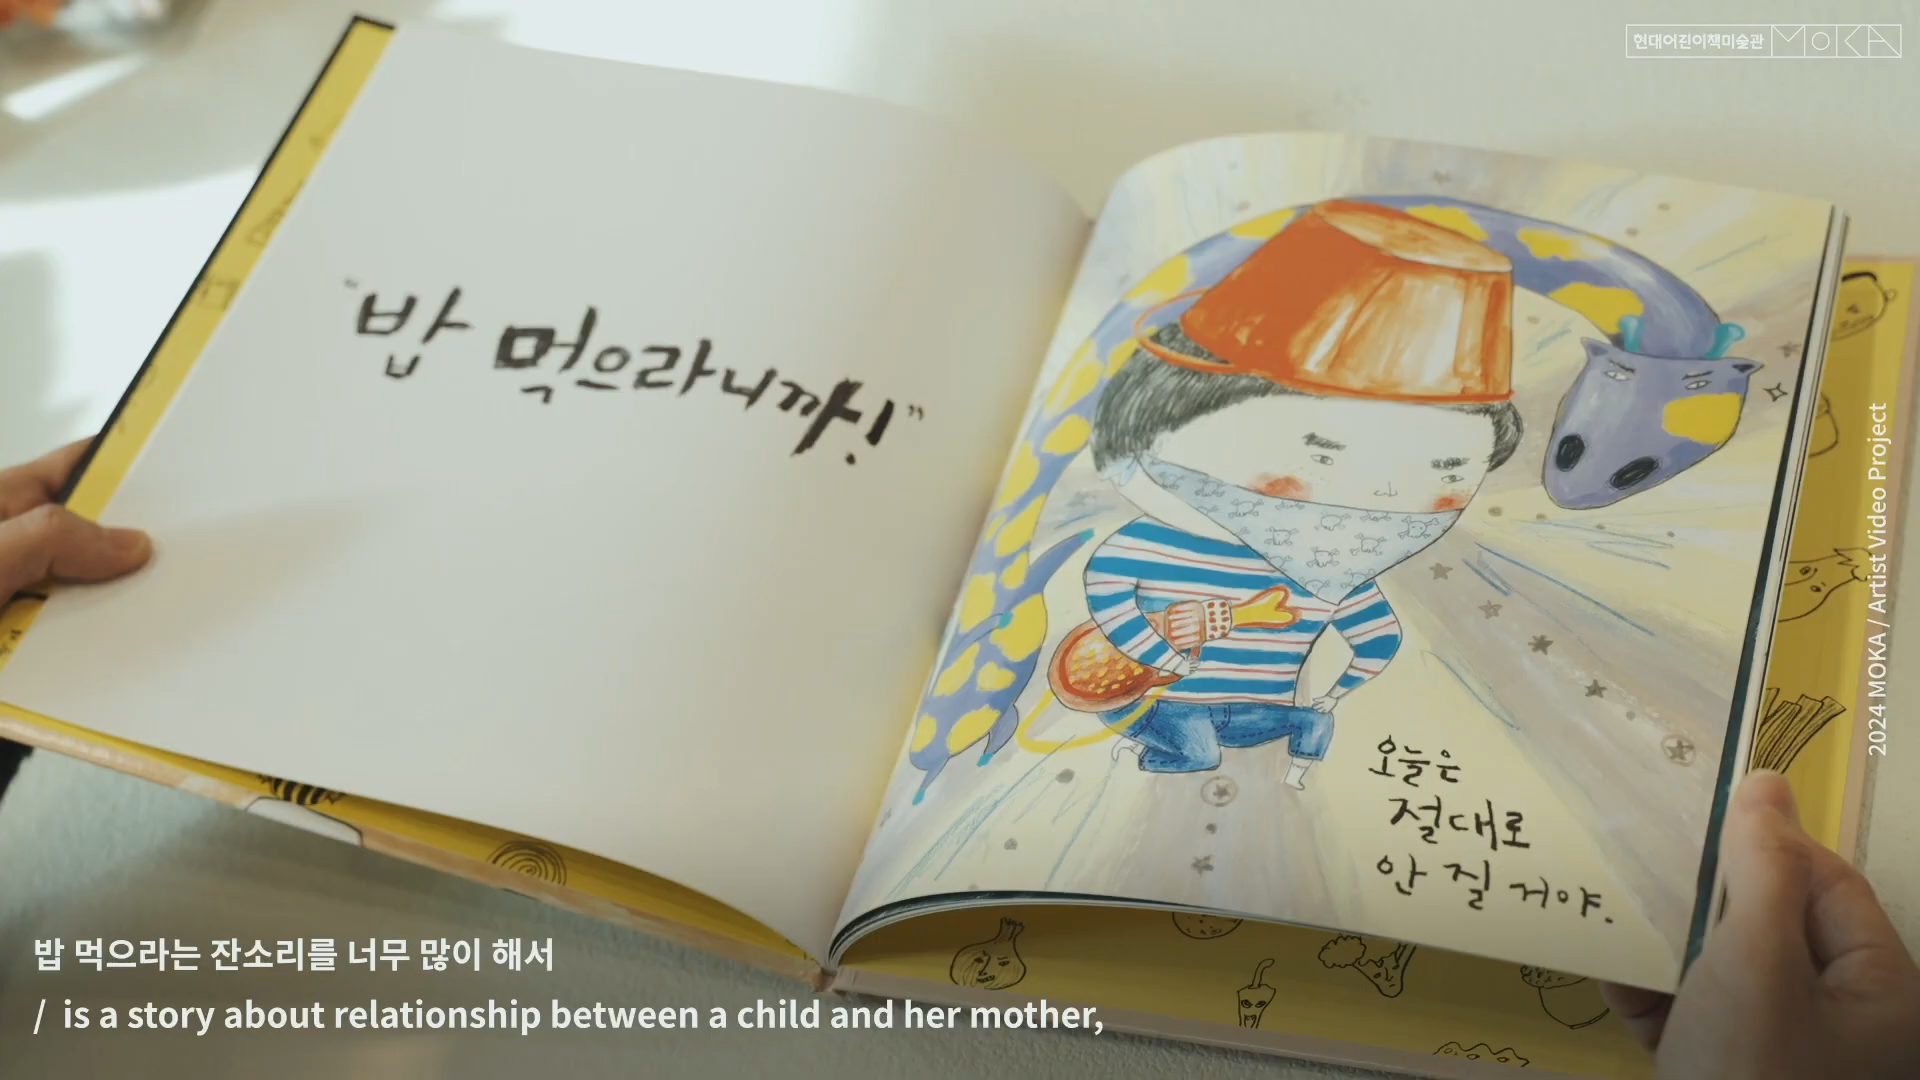 현대어린이책미술관 MOKA
"밥 먹으라니까!"
오늘은
절대로
안 질 거야.
2024 MOKA / Artist Video Project
밥 먹으라는 잔소리를 너무 많이 해서
/ is a story about relationship between a child and her mother,